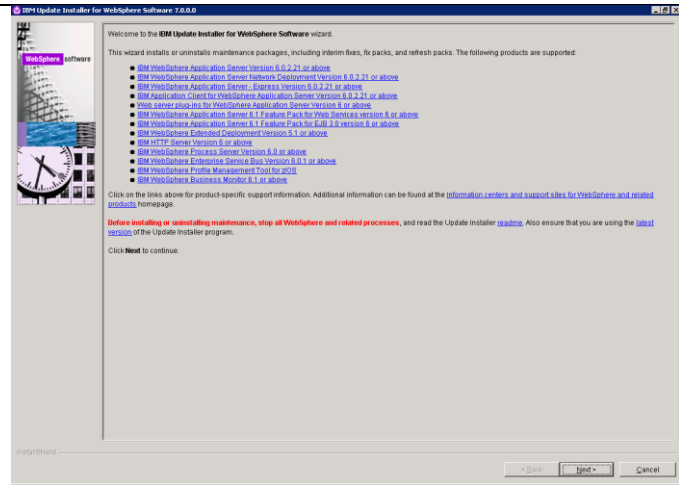 IBM Update Installer for WebSphere Software 7.0.0.0
WebSphere. software
Welcome to the IBM Update Installer for WebSphere Software wizard.
This wizard installs or uninstalls maintenance packages, including interim fixes, fix packs, and refresh packs. The following products are supported:
IBM WebSphere Application Server Version 6.0.2.21 or above
IBM WebSphere Application Server Network Deployment Version 6.0.2.21 or above
IBM WebSphere Application Server - Express Version 6.0.2.21 or above
IBM Application Client for WebSphere Application Server Version 6.0.2.21 or above
Web server plug-ins for WebSphere Application Server Version 6 or above
IBM WebSphere Application Server 6.1 Feature Pack for Web Services version 6 or above
IBM WebSphere Application Server 6.1 Feature Pack for EJB 3.0 version 6 or above
IBM WebSphere Extended Deployment Version 5.1 or above
IBM HTTP Server Version 6 or above
IBM WebSphere Process Server Version 6.0 or above
IBM WebSphere Enterprise Service Bus Version 6.0.1 or above
IBM WebSphere Profile Management Tool for z/OS
IBM WebSphere Business Monitor 6.1 or above
Click on the links above for product-specific support information. Additional information can be found at the Information centers and support sites for WebSphere and related
products homepage.
Before installing or uninstalling maintenance, stop all WebSphere and related processes, and read the Update Installer readme. Also ensure that you are using the latest
version of the Update Installer program.
Click Next to continue.
InstallShield
< Back Next > Cancel